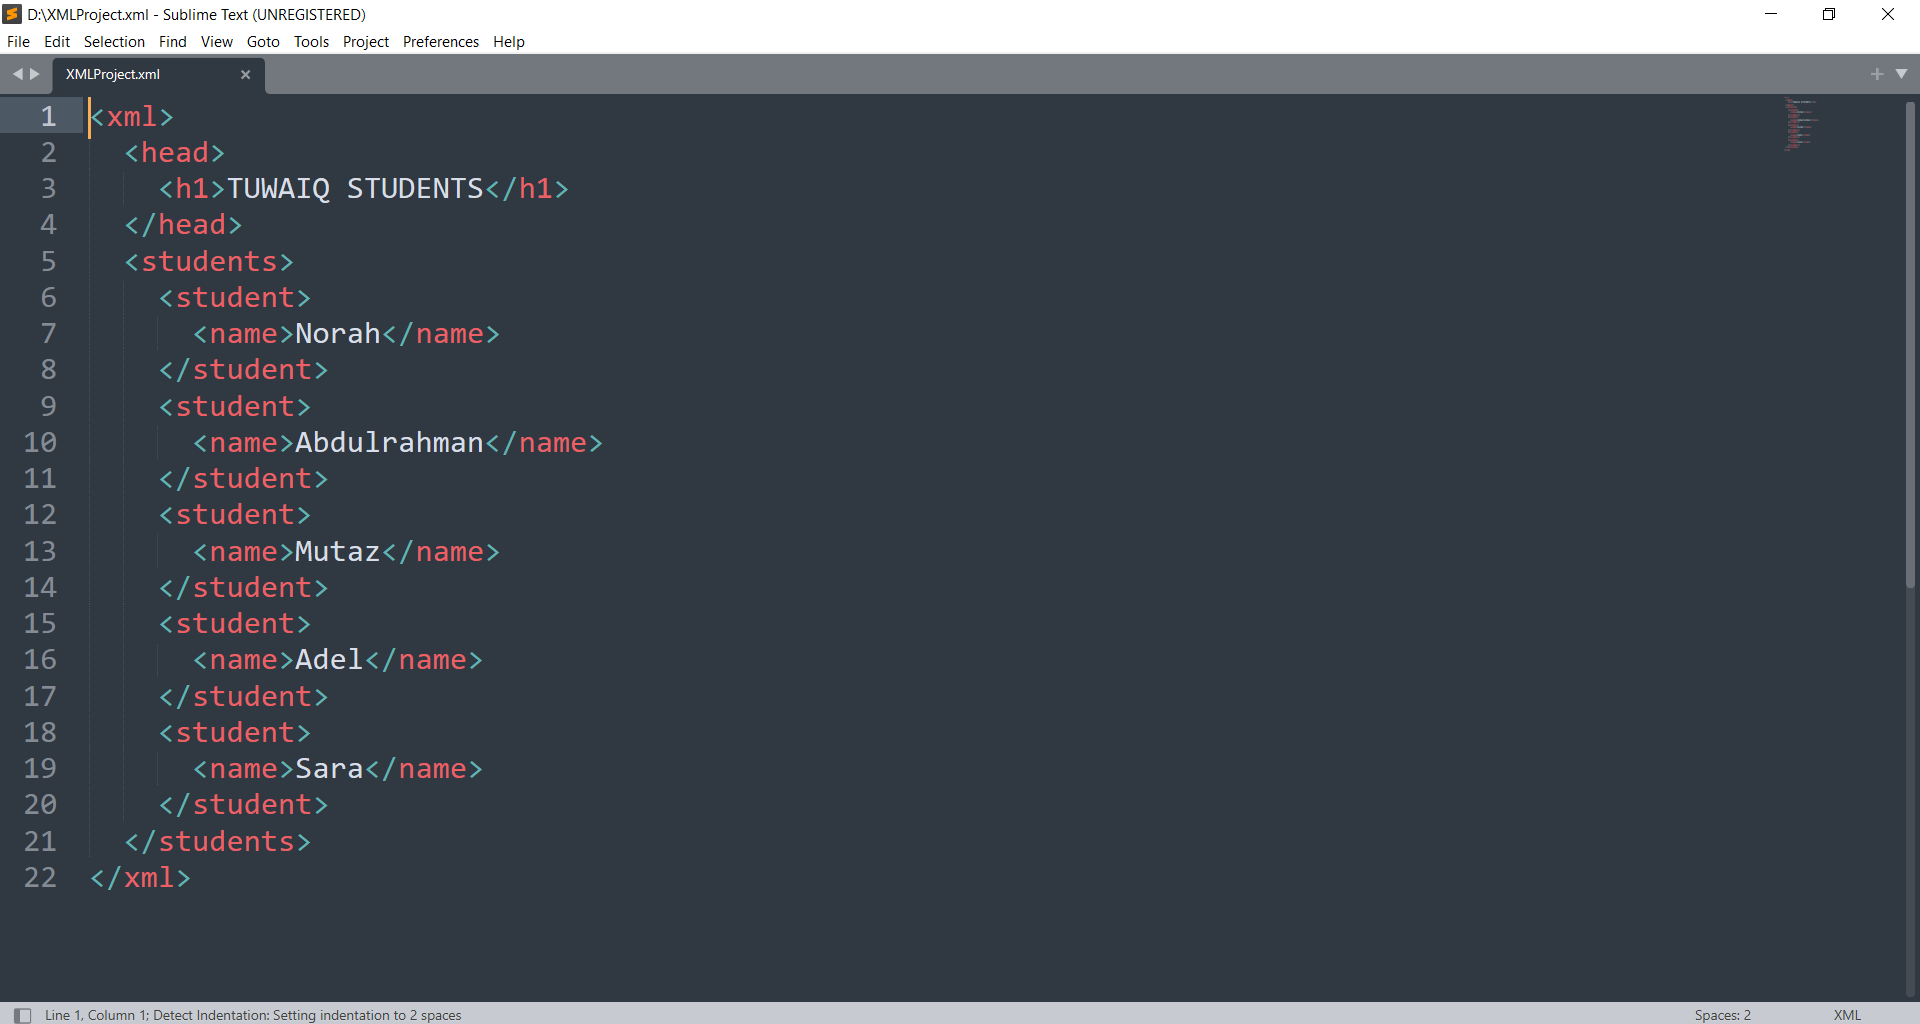 D:\XMLProject.xml - Sublime Text (UNREGISTERED)
File Edit Selection Find View Goto Tools Project Preferences Help
XMLProject.xml
1 <xml>
2   <head>
3     <h1>TUWAIQ STUDENTS</h1>
4   </head>
5   <students>
6     <student>
7       <name>Norah</name>
8     </student>
9     <student>
10       <name>Abdulrahman</name>
11     </student>
12     <student>
13       <name>Mutaz</name>
14     </student>
15     <student>
16       <name>Adel</name>
17     </student>
18     <student>
19       <name>Sara</name>
20     </student>
21   </students>
22 </xml>
Line 1, Column 1; Detect Indentation: Setting indentation to 2 spaces Spaces: 2 XML